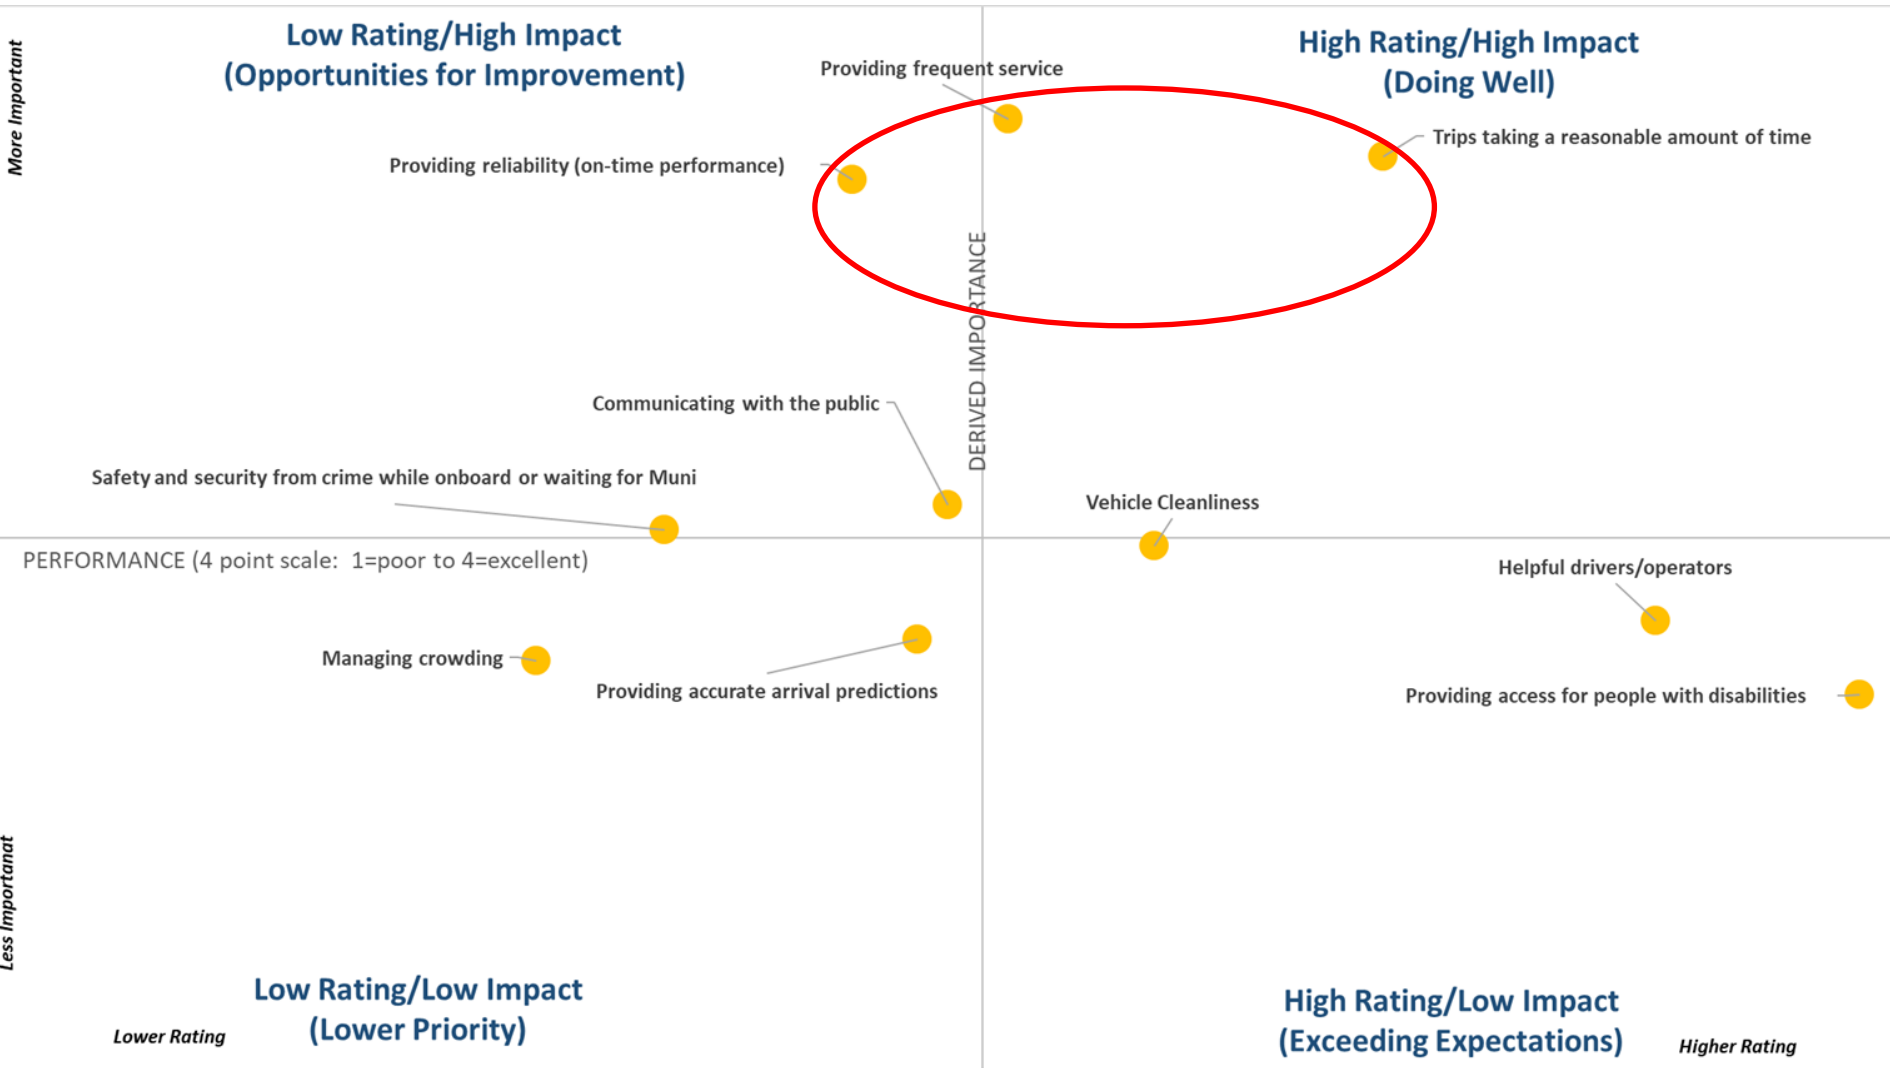 More Important
Low Rating/High Impact
(Opportunities for Improvement)
High Rating/High Impact
(Doing Well)
Providing frequent service
Trips taking a reasonable amount of time
Providing reliability (on-time performance)
DERIVED IMPORTANCE
Communicating with the public
Safety and security from crime while onboard or waiting for Muni
Vehicle Cleanliness
PERFORMANCE (4 point scale: 1=poor to 4=excellent)
Helpful drivers/operators
Managing crowding
Providing accurate arrival predictions
Providing access for people with disabilities
Less Importanat
Low Rating/Low Impact
(Lower Priority)
High Rating/Low Impact
(Exceeding Expectations)
Lower Rating
Higher Rating